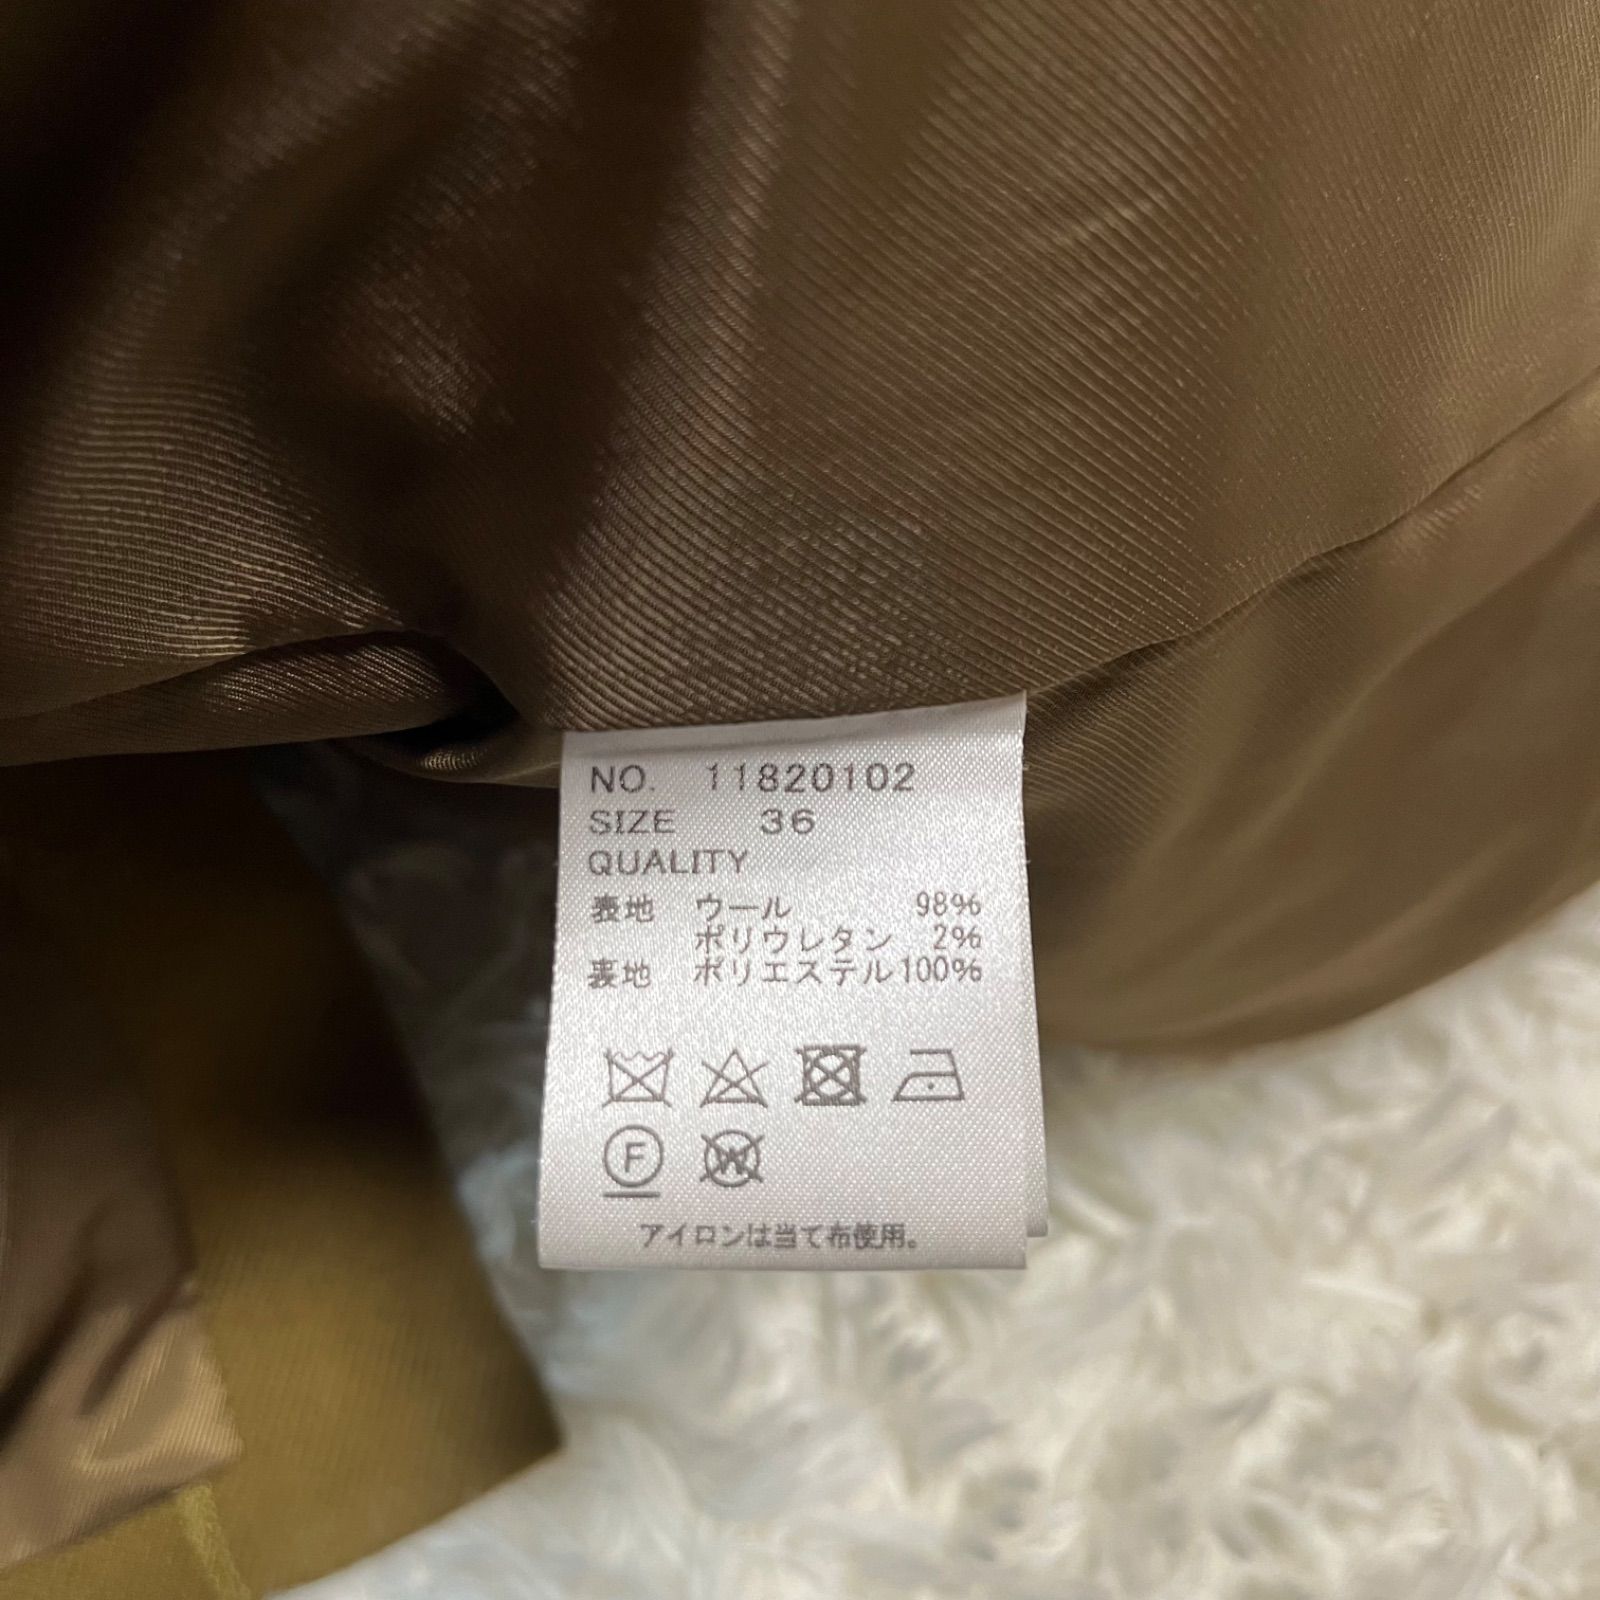 NO. 11820102
SIZE 36
QUALITY
表地 ウール 98%
ポリウレタン 2%
裏地 ポリエステル100%
F W
アイロンは当て布使用。